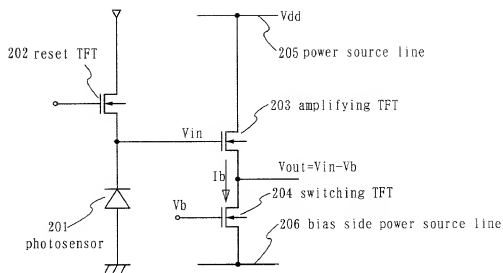 Vdd
202 reset TFT
205 power source line
203 amplifying TFT
Vin
Vout=Vin-Vb
Ib
204 switching TFT
Vb
201
photosensor
206 bias side power source line